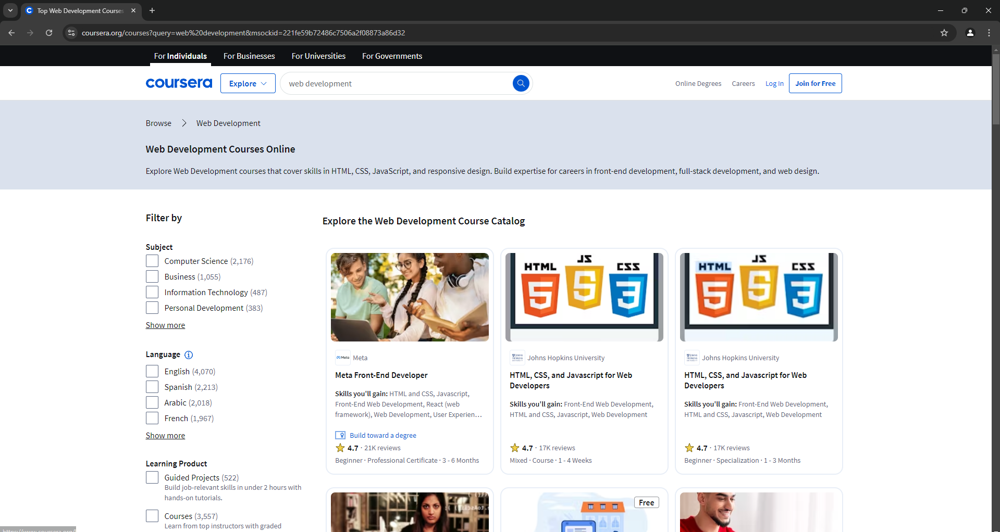 Top Web Development Courses
coursera.org/courses?query=web%20development&msockid=221fe59b72486c7506a2f08873a86d32
For Individuals
For Businesses
For Universities
For Governments
coursera
Explore
web development
Online Degrees
Careers
Log In
Join for Free
Browse
Web Development
Web Development Courses Online
Explore Web Development courses that cover skills in HTML, CSS, JavaScript, and responsive design. Build expertise for careers in front-end development, full-stack development, and web design.
Filter by
Subject
Computer Science (2,176)
Business (1,055)
Information Technology (487)
Personal Development (383)
Show more
Language
English (4,070)
Spanish (2,213)
Arabic (2,018)
French (1,967)
Show more
Learning Product
Guided Projects (522)
Build job-relevant skills in under 2 hours with
hands-on tutorials.
Courses (3,557)
Learn from top instructors with graded
Explore the Web Development Course Catalog
Meta
Meta
Meta Front-End Developer
Skills you'll gain: HTML and CSS, Javascript,
Front-End Web Development, React (web
framework), Web Development, User Experien...
Build toward a degree
4.7 · 21K reviews
Beginner · Professional Certificate · 3 - 6 Months
HTML JS CSS
5 5 3
Johns Hopkins University
HTML, CSS, and Javascript for Web
Developers
Skills you'll gain: Front-End Web Development,
HTML and CSS, Javascript, Web Development
4.7 · 17K reviews
Mixed · Course · 1 - 4 Weeks
HTML JS CSS
5 5 3
Johns Hopkins University
HTML, CSS, and Javascript for Web
Developers
Skills you'll gain: Front-End Web Development,
HTML and CSS, Javascript, Web Development
4.7 · 17K reviews
Beginner · Specialization · 1 - 3 Months
Free